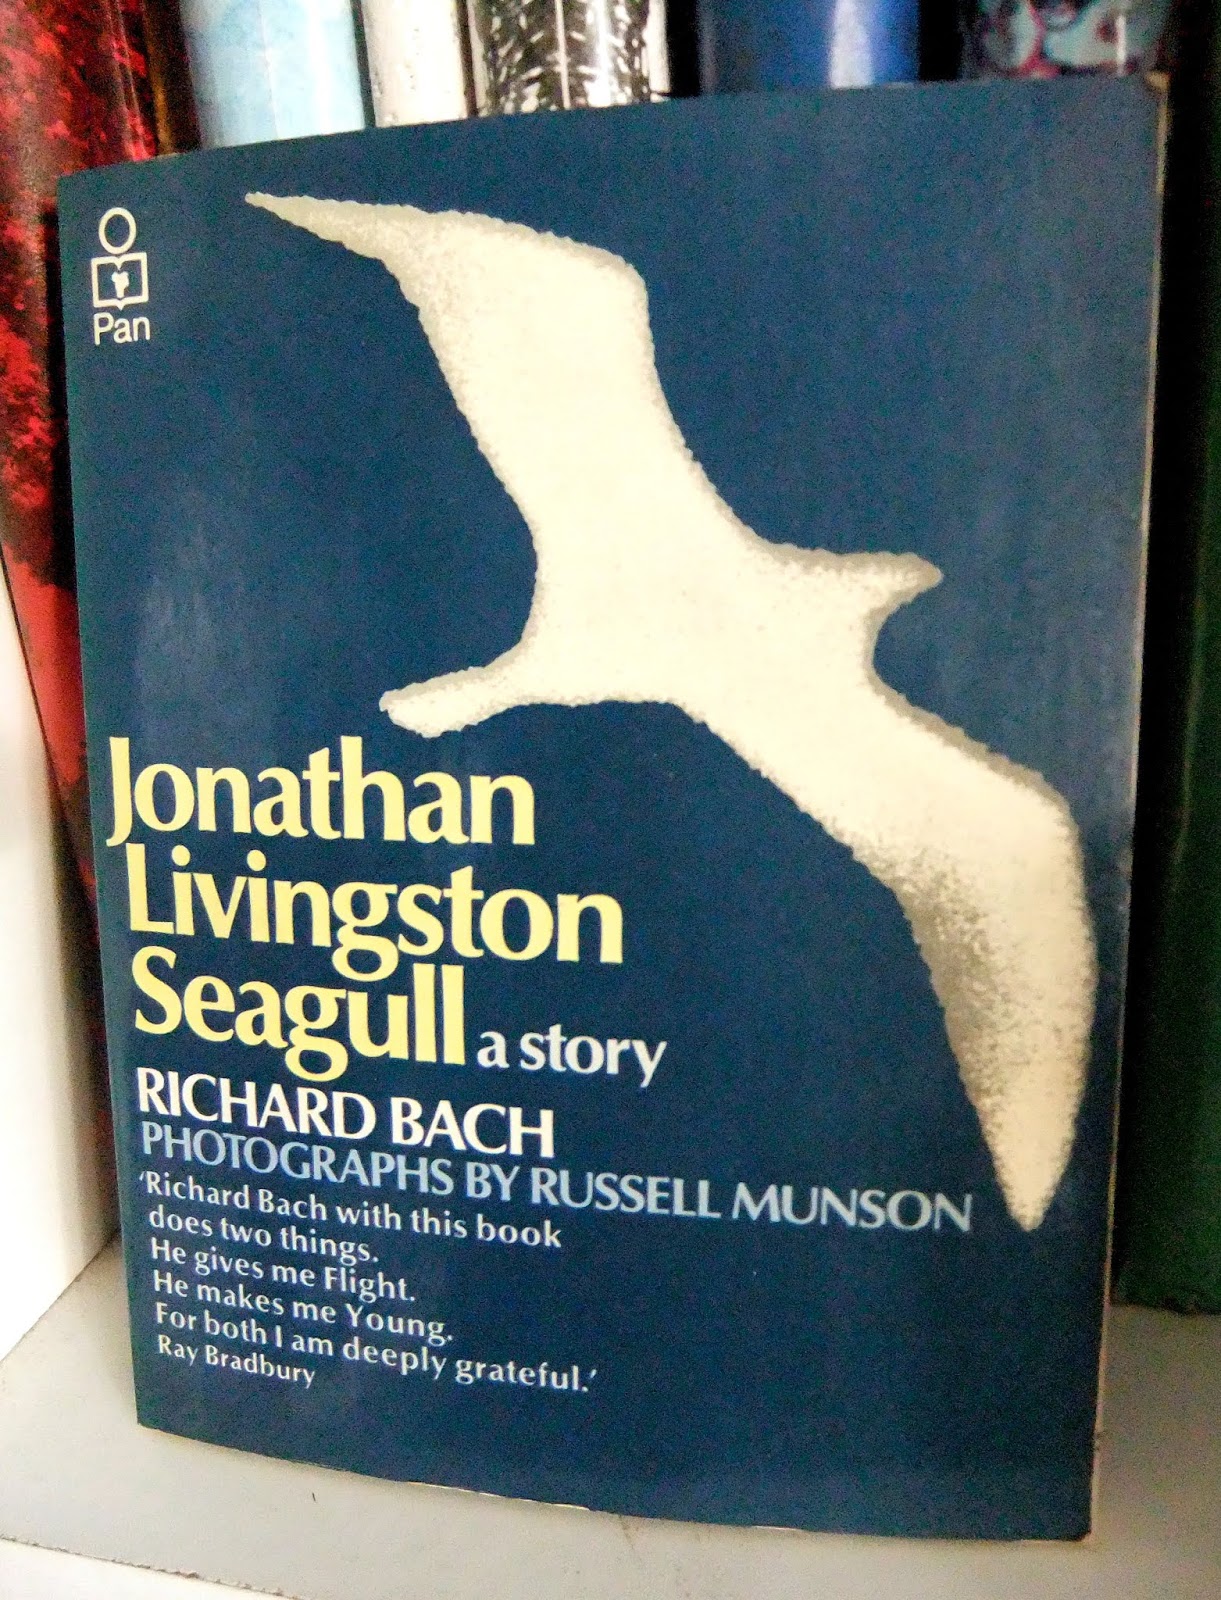 Pan
Jonathan
Livingston
Seagull a story
RICHARD BACH
PHOTOGRAPHS BY RUSSELL MUNSON
'Richard Bach with this book
does two things.
He gives me Flight.
He makes me Young.
For both I am deeply grateful.'
Ray Bradbury